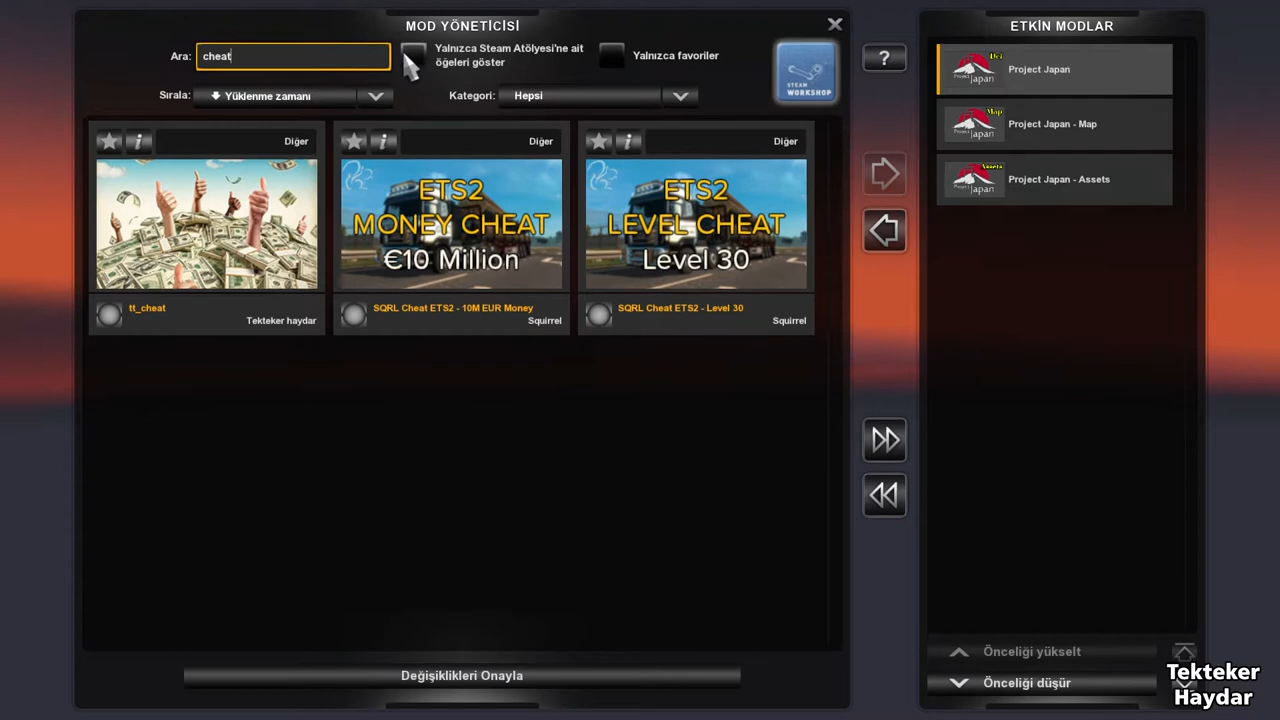 MOD YÖNETİCİSİ
Ara: cheat
Yalnızca Steam Atölyesi'ne ait
öğeleri göster
Yalnızca favoriler
STEAM
WORKSHOP
Sırala: Yüklenme zamanı
Kategori: Hepsi
Diğer
tt_cheat
Tekteker haydar
Diğer
ETS2
MONEY CHEAT
€10 Million
SQRL Cheat ETS2 - 10M EUR Money
Squirrel
Diğer
ETS2
LEVEL CHEAT
Level 30
SQRL Cheat ETS2 - Level 30
Squirrel
Değişiklikleri Onayla
?
ETKİN MODLAR
Project Japan
Project Japan - Map
Project Japan - Assets
Önceliği yükselt
Önceliği düşür
Tekteker
Haydar